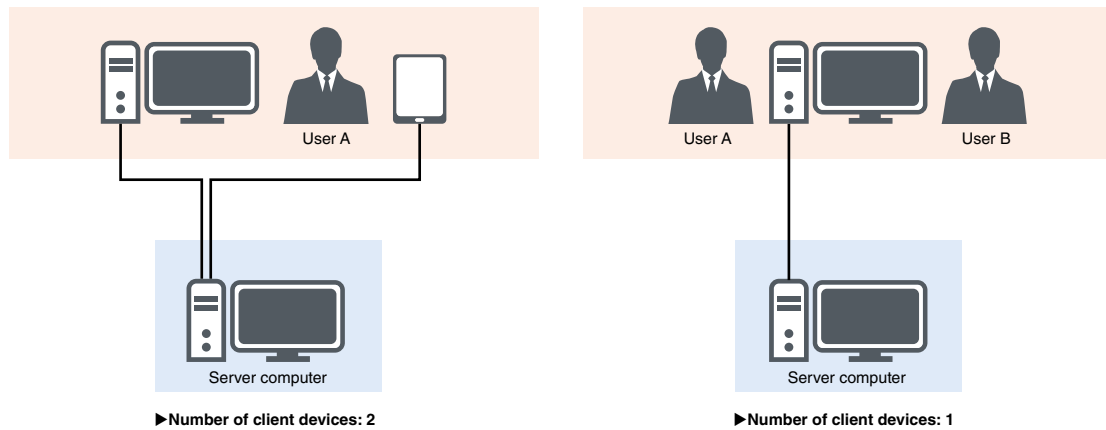 User A
Server computer
▶Number of client devices: 2
User A
User B
Server computer
▶Number of client devices: 1